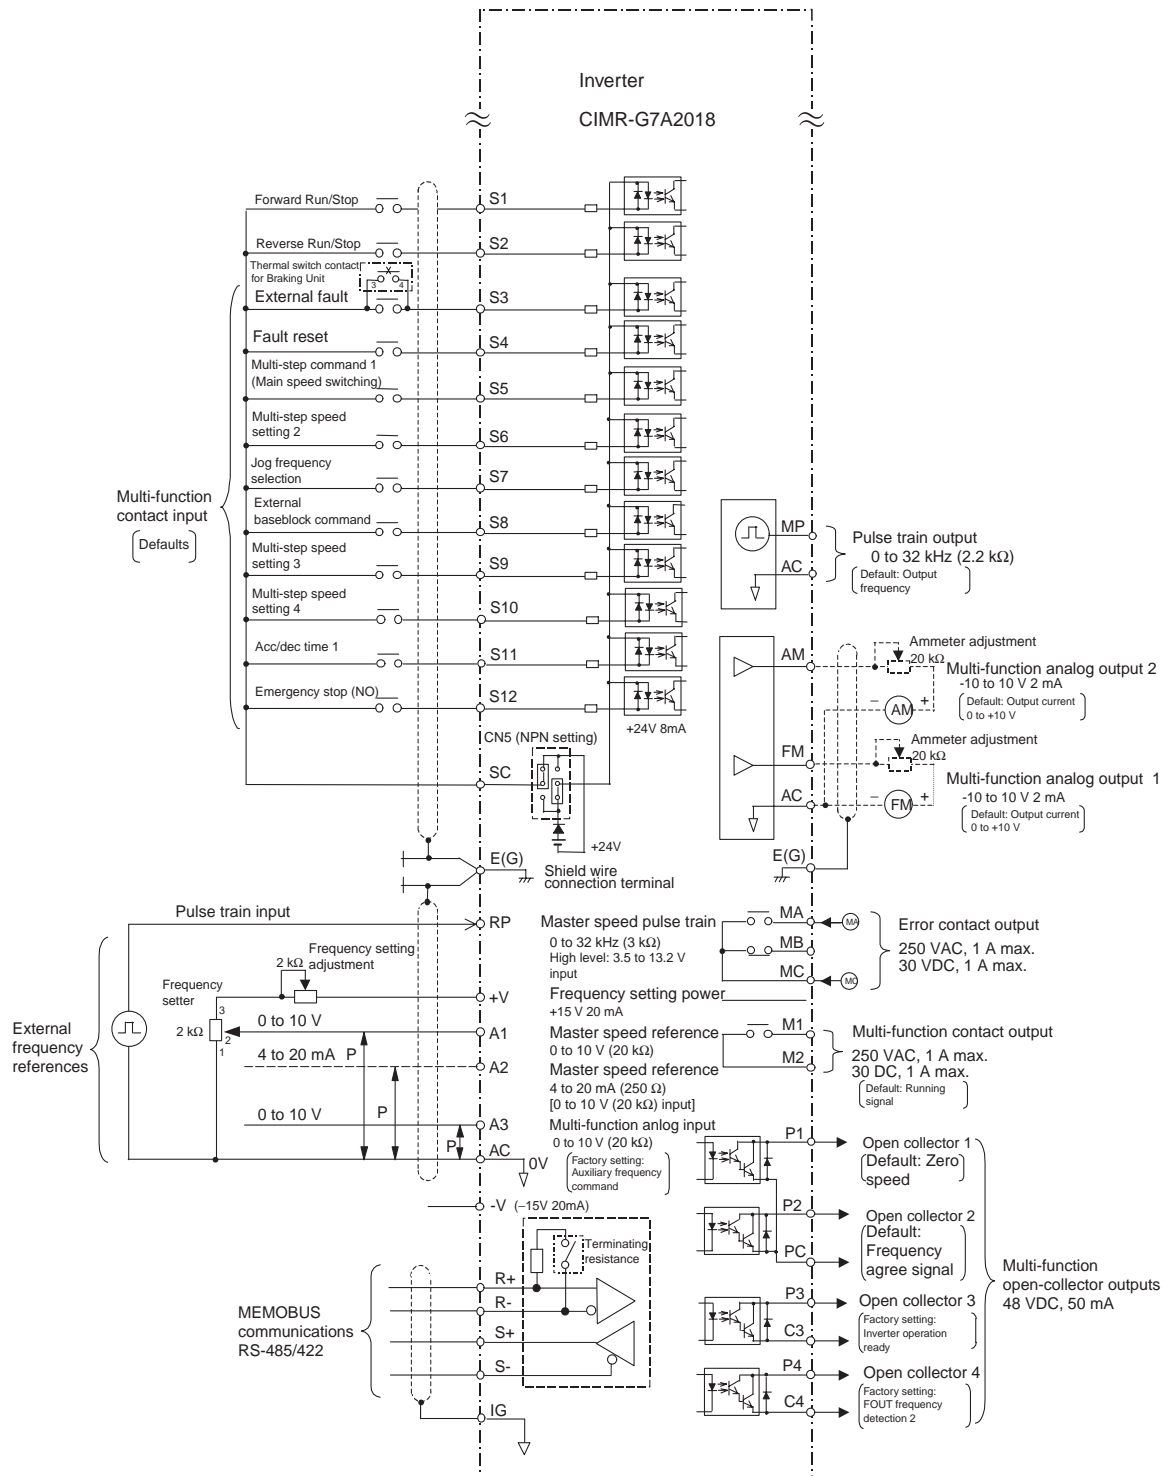 Inverter
CIMR-G7A2018
Forward Run/Stop
S1
Reverse Run/Stop
S2
Thermal switch contact
for Braking Unit
3
4
External fault
S3
Fault reset
S4
Multi-step command 1
(Main speed switching)
S5
Multi-step speed
setting 2
S6
Jog frequency
selection
S7
External
baseblock command
S8
Multi-step speed
setting 3
S9
Multi-step speed
setting 4
S10
Acc/dec time 1
S11
Emergency stop (NO)
S12
+24V 8mA
Multi-function
contact input
Defaults
CN5 (NPN setting)
SC
+24V
E(G)
Shield wire
connection terminal
MP
AC
Pulse train output
0 to 32 kHz (2.2 kΩ)
Default: Output
frequency
AM
Ammeter adjustment
20 kΩ
Multi-function analog output 2
-10 to 10 V 2 mA
Default: Output current
0 to +10 V
−
AM
+
FM
Ammeter adjustment
20 kΩ
Multi-function analog output 1
-10 to 10 V 2 mA
Default: Output current
0 to +10 V
AC
−
FM
+
E(G)
Pulse train input
RP
Master speed pulse train
0 to 32 kHz (3 kΩ)
High level: 3.5 to 13.2 V
input
Frequency setting
adjustment
2 kΩ
Frequency
setter
2 kΩ
3
2
1
+V
Frequency setting power
+15 V 20 mA
0 to 10 V
A1
Master speed reference
0 to 10 V (20 kΩ)
4 to 20 mA
P
A2
Master speed reference
4 to 20 mA (250 Ω)
[0 to 10 V (20 kΩ) input]
0 to 10 V
P
A3
Multi-function anlog input
0 to 10 V (20 kΩ)
Factory setting:
Auxiliary frequency
command
P
AC
0V
External
frequency
references
-V
(−15V 20mA)
Terminating
resistance
R+
R-
S+
S-
IG
MEMOBUS
communications
RS-485/422
MA
MA
MB
MC
MC
Error contact output
250 VAC, 1 A max.
30 VDC, 1 A max.
M1
M2
Multi-function contact output
250 VAC, 1 A max.
30 DC, 1 A max.
Default: Running
signal
P1
Open collector 1
Default: Zero
speed
P2
Open collector 2
Default:
Frequency
agree signal
PC
P3
Open collector 3
Factory setting:
Inverter operation
ready
C3
P4
Open collector 4
Factory setting:
FOUT frequency
detection 2
C4
Multi-function
open-collector outputs
48 VDC, 50 mA